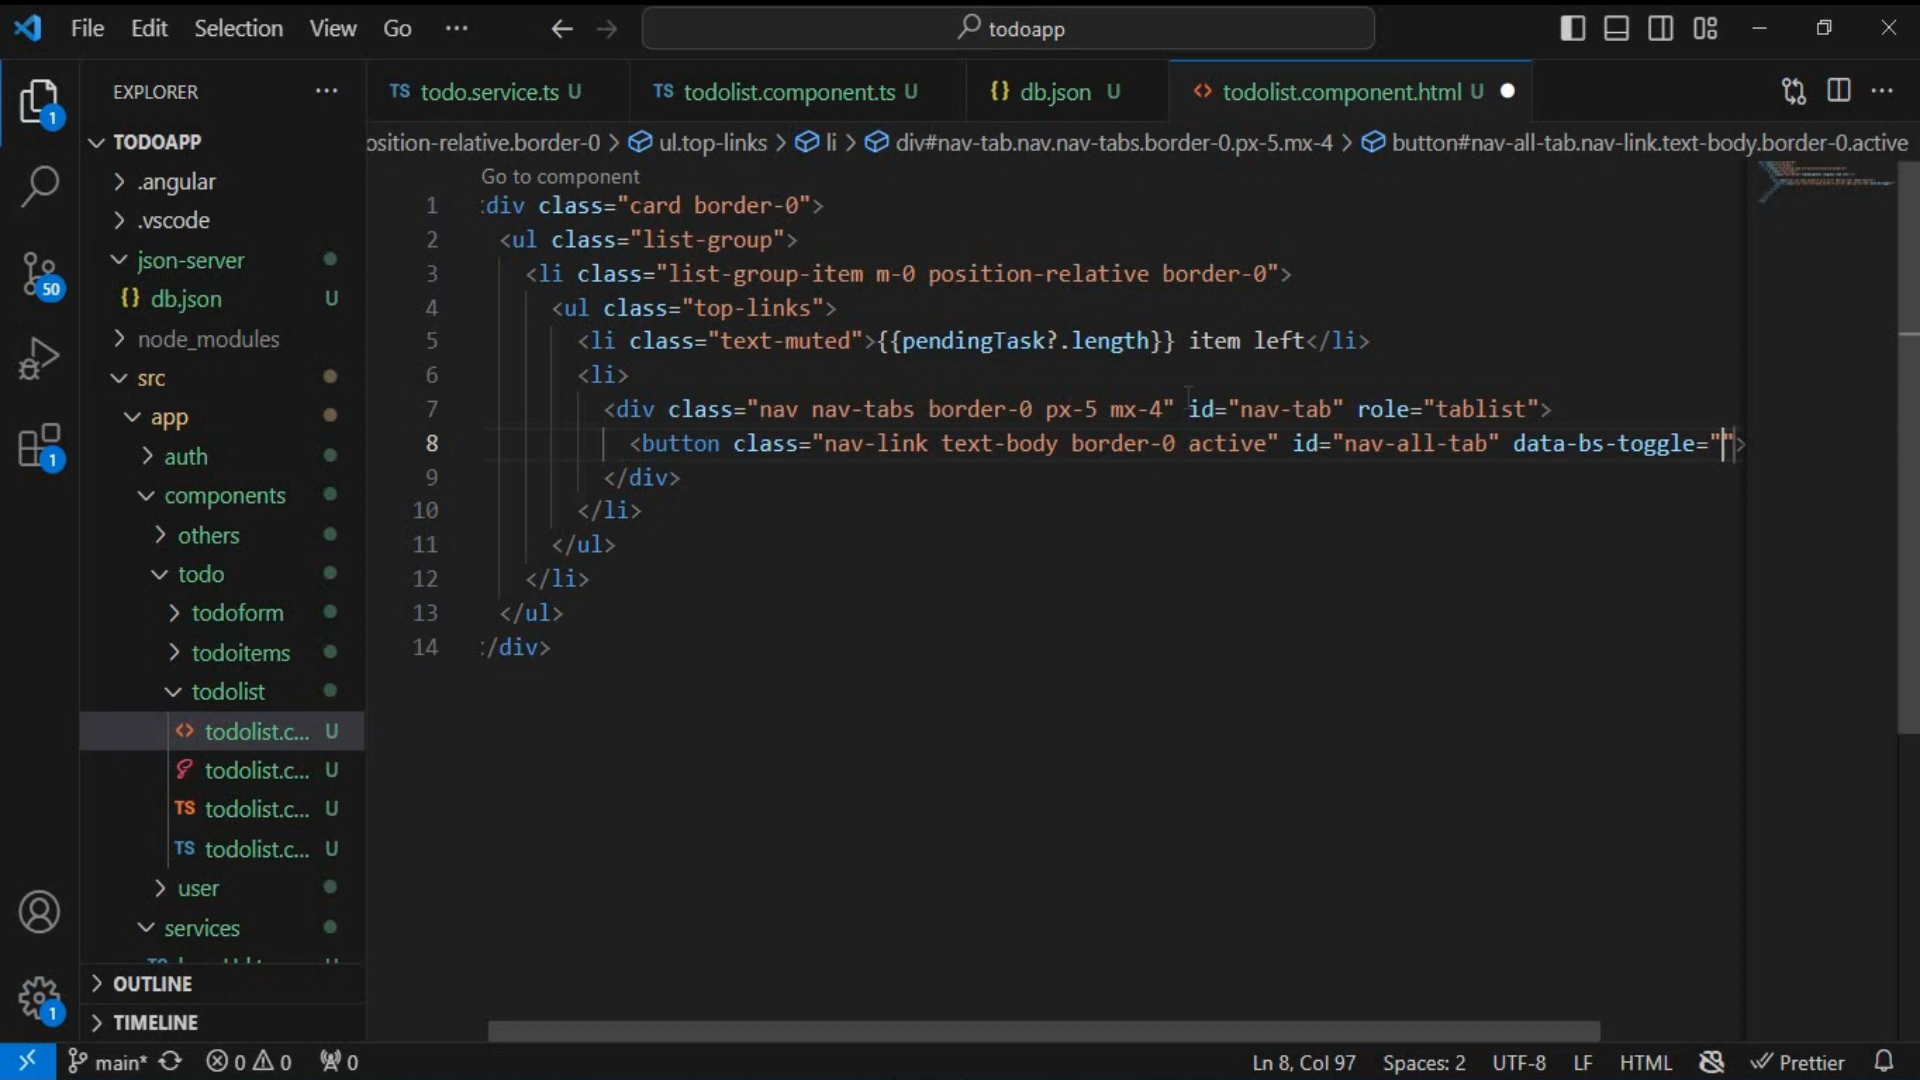 File Edit Selection View Go ··· todoapp
EXPLORER ···
TS todo.service.ts U TS todolist.component.ts U {} db.json U <> todolist.component.html U
osition-relative.border-0 > ul.top-links > li > div#nav-tab.nav.nav-tabs.border-0.px-5.mx-4 > button#nav-all-tab.nav-link.text-body.border-0.active
TODOAPP
.angular
.vscode
json-server
{} db.json U
node_modules
src
app
auth
components
others
todo
todoform
todoitems
todolist
<> todolist.c... U
todolist.c... U
TS todolist.c... U
TS todolist.c... U
user
services
OUTLINE
TIMELINE
1
50
1
1
Go to component
1 div class="card border-0">
2 <ul class="list-group">
3 <li class="list-group-item m-0 position-relative border-0">
4 <ul class="top-links">
5 <li class="text-muted">{{pendingTask?.length}} item left</li>
6 <li>
7 <div class="nav nav-tabs border-0 px-5 mx-4" id="nav-tab" role="tablist">
8 <button class="nav-link text-body border-0 active" id="nav-all-tab" data-bs-toggle="">
9 </div>
10 </li>
11 </ul>
12 </li>
13 </ul>
14 /div>
main* 0 0 0 Ln 8, Col 97 Spaces: 2 UTF-8 LF HTML Prettier